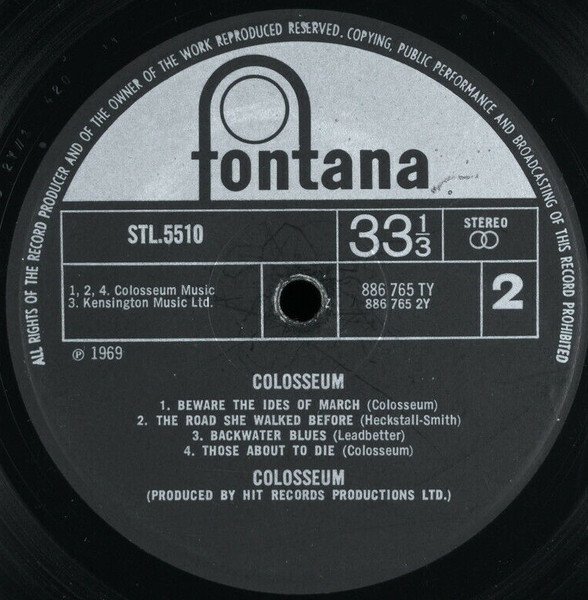 ALL RIGHTS OF THE RECORD PRODUCER AND OF THE OWNER OF THE WORK REPRODUCED RESERVED. COPYING, PUBLIC PERFORMANCE AND BROADCASTING OF THIS RECORD PROHIBITED
fontana
STL.5510
33 1/3
STEREO
1, 2, 4. Colosseum Music
3. Kensington Music Ltd.
886 765 TY
886 765 2Y
2
℗ 1969
COLOSSEUM
1. BEWARE THE IDES OF MARCH (Colosseum)
2. THE ROAD SHE WALKED BEFORE (Heckstall-Smith)
3. BACKWATER BLUES (Leadbetter)
4. THOSE ABOUT TO DIE (Colosseum)
COLOSSEUM
(PRODUCED BY HIT RECORDS PRODUCTIONS LTD.)